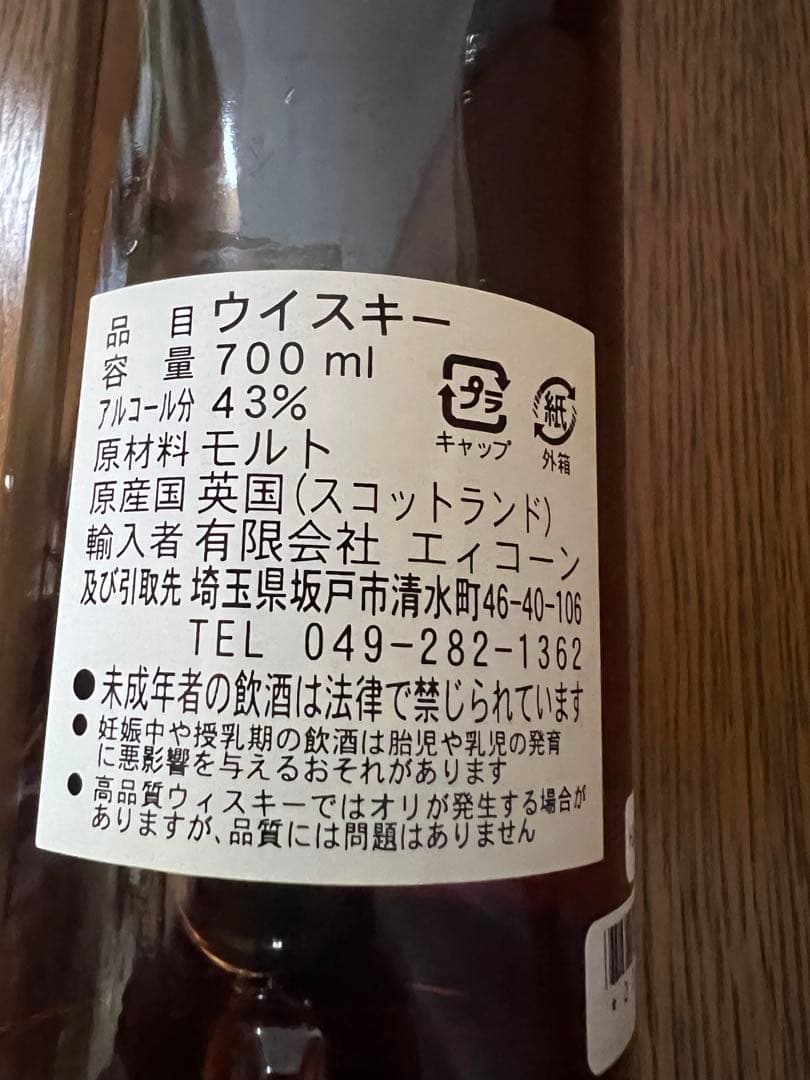 品目 ウイスキー
容量 700 ml
アルコール分 43%
原材料 モルト
原産国 英国(スコットランド)
輸入者 有限会社 エィコーン
及び引取先 埼玉県坂戸市清水町46-40-106
TEL 049-282-1362
プラ
キャップ
紙
外箱
●未成年者の飲酒は法律で禁じられています
●妊娠中や授乳期の飲酒は胎児や乳児の発育
に悪影響を与えるおそれがあります
●高品質ウィスキーではオリが発生する場合が
ありますが、品質には問題はありません